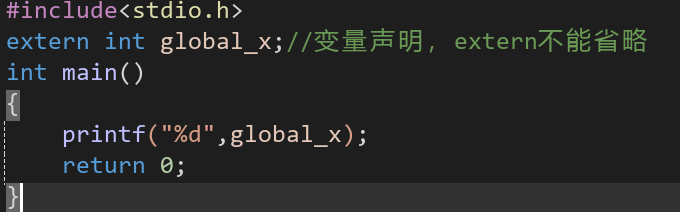 #include<stdio.h>
extern int global_x;//变量声明，extern不能省略
int main()
{
    printf("%d",global_x);
    return 0;
}